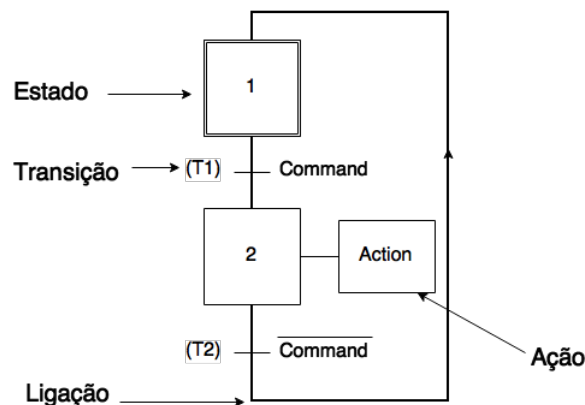 1
Estado
Transição
(T1)
Command
2
Action
(T2)
Command
Ação
Ligação